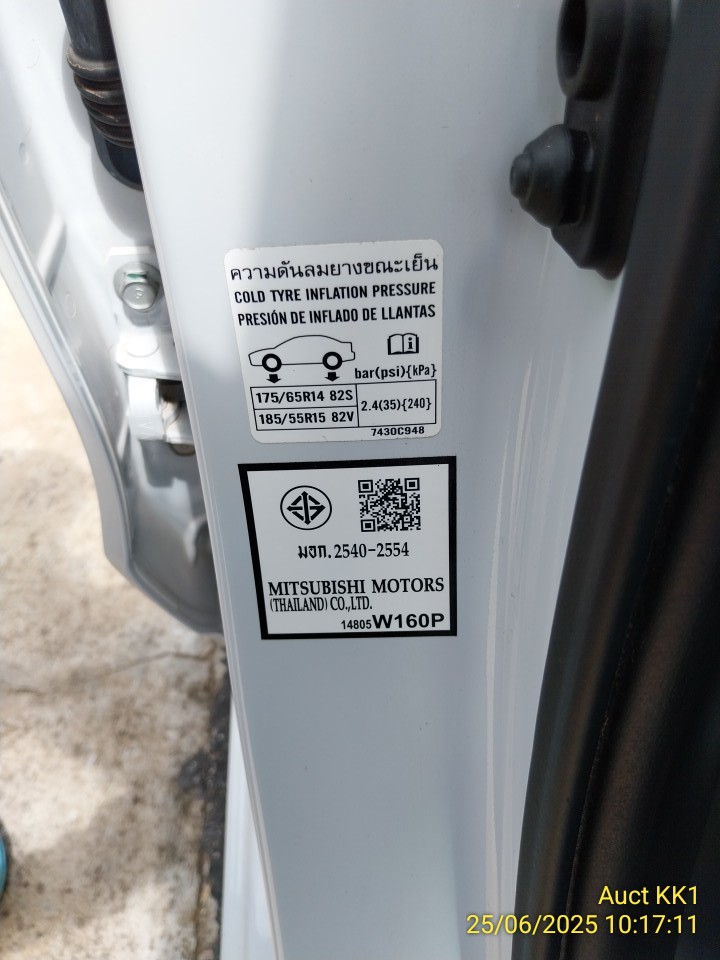 ความดันลมยางขณะเย็น
COLD TYRE INFLATION PRESSURE
PRESIÓN DE INFLADO DE LLANTAS
bar(psi){kPa}
175/65R14 82S
2.4(35){240}
185/55R15 82V
7430C948
มอก.2540-2554
MITSUBISHI MOTORS
(THAILAND) CO.,LTD.
14805 W160P
Auct KK1
25/06/2025 10:17:11